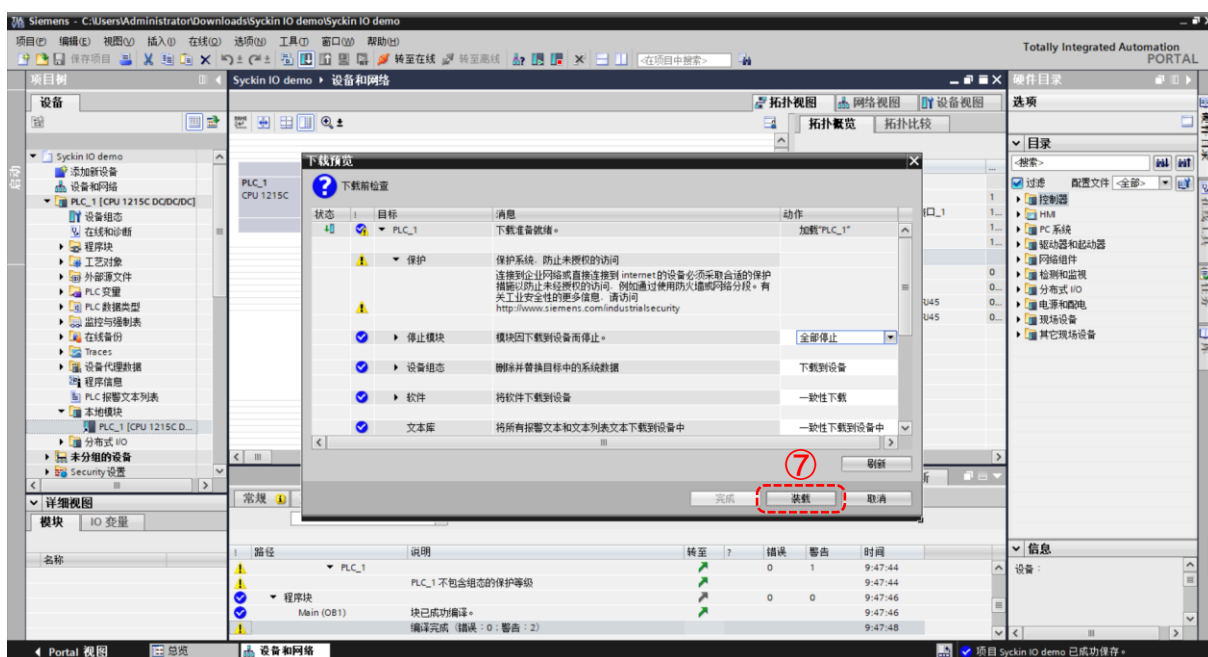 Siemens - C:\Users\Administrator\Downloads\Syckin IO demo\Syckin IO demo
项目(P) 编辑(E) 视图(V) 插入(I) 在线(O) 选项(N) 工具(T) 窗口(W) 帮助(H)
Totally Integrated Automation
PORTAL
保存项目 转至在线 转至离线 <在项目中搜索>
项目树
Syckin IO demo ▸ 设备和网络
硬件目录
设备
拓扑视图 网络视图 设备视图
选项
拓扑概览 拓扑比较
启动
Syckin IO demo
添加新设备
设备和网络
PLC_1 [CPU 1215C DC/DC/DC]
设备组态
在线和诊断
程序块
工艺对象
外部源文件
PLC 变量
PLC 数据类型
监控与强制表
在线备份
Traces
设备代理数据
程序信息
PLC 报警文本列表
本地模块
PLC_1 [CPU 1215C D...
分布式 I/O
未分组的设备
Security 设置
详细视图
模块 IO 变量
名称
PLC_1
CPU 1215C
下载预览
下载前检查
状态 ! 目标 消息 动作
PLC_1 下载准备就绪。 加载“PLC_1”
保护 保护系统，防止未授权的访问
连接到企业网络或直接连接到 internet 的设备必须采取合适的保护
措施以防止未经授权的访问，例如通过使用防火墙或网络分段。有
关工业安全性的更多信息，请访问
http://www.siemens.com/industrialsecurity
停止模块 模块因下载到设备而停止。 全部停止
设备组态 删除并替换目标中的系统数据 下载到设备
软件 将软件下载到设备 一致性下载
文本库 将所有报警文本和文本列表文本下载到设备中 一致性下载到设备中
⑦
刷新
完成 装载 取消
目录
<搜索>
过滤 配置文件 <全部>
控制器
HMI
PC 系统
驱动器和起动器
网络组件
检测和监视
分布式 I/O
电源和配电
现场设备
其它现场设备
常规
! 路径 说明 转至 ? 错误 警告 时间
PLC_1 0 1 9:47:44
PLC_1 不包含组态的保护等级 9:47:44
程序块 0 0 9:47:46
Main (OB1) 块已成功编译。 9:47:46
编译完成（错误：0；警告：2） 9:47:48
信息
设备：
Portal 视图 总览 设备和网络 项目 Syckin IO demo 已成功保存。